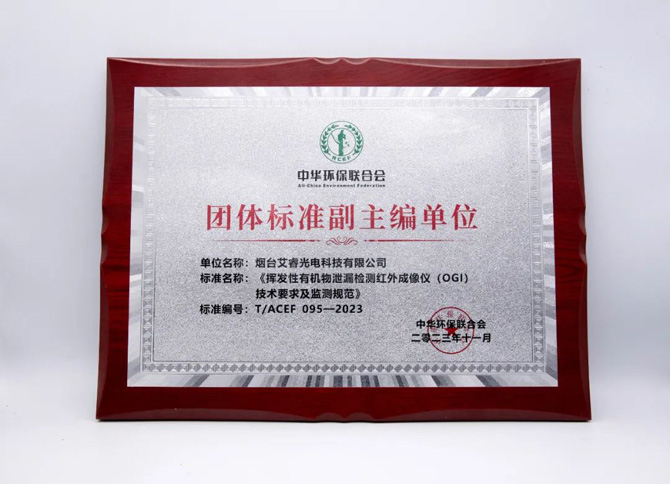 ACEF
中华环保联合会
All-China Environment Federation
团体标准副主编单位
单位名称：烟台艾睿光电科技有限公司
标准名称：《挥发性有机物泄漏检测红外成像仪（OGI）
技术要求及监测规范》
标准编号：T/ACEF 095—2023
中华环保联合会
二〇二三年十一月